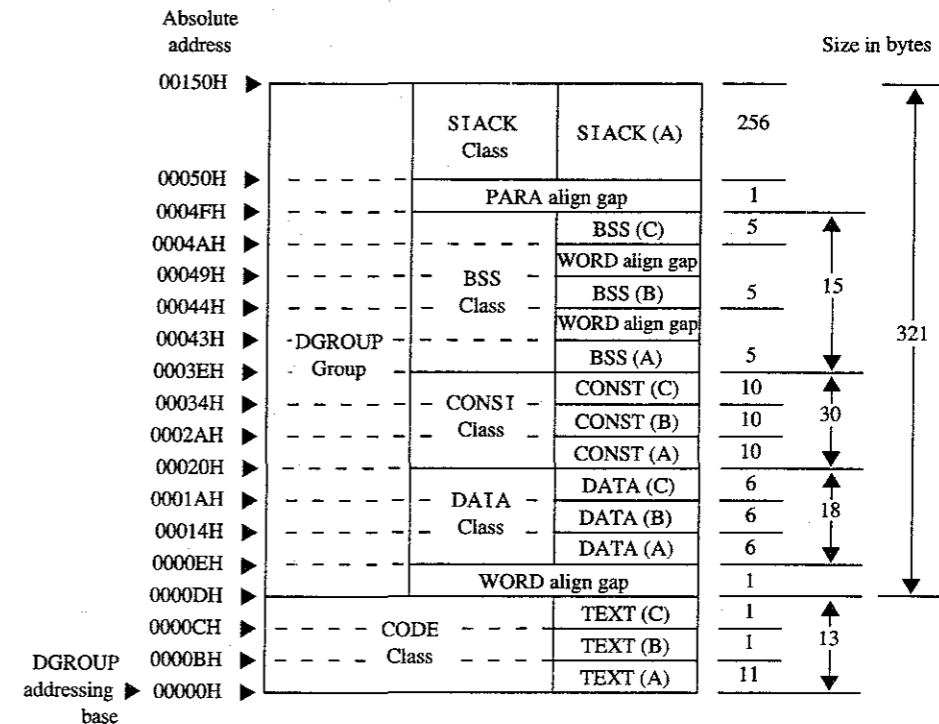 Absolute
address
Size in bytes
00150H
STACK
Class
STACK (A)
256
00050H
PARA align gap
1
0004FH
BSS (C)
5
0004AH
WORD align gap
00049H
BSS
Class
BSS (B)
5
15
00044H
WORD align gap
00043H
DGROUP
Group
BSS (A)
5
321
0003EH
CONST
Class
CONST (C)
10
00034H
CONST (B)
10
30
0002AH
CONST (A)
10
00020H
DATA (C)
6
0001AH
DATA
Class
DATA (B)
6
18
00014H
DATA (A)
6
0000EH
WORD align gap
1
0000DH
TEXT (C)
1
0000CH
CODE
Class
TEXT (B)
1
13
0000BH
TEXT (A)
11
DGROUP
addressing
base
00000H